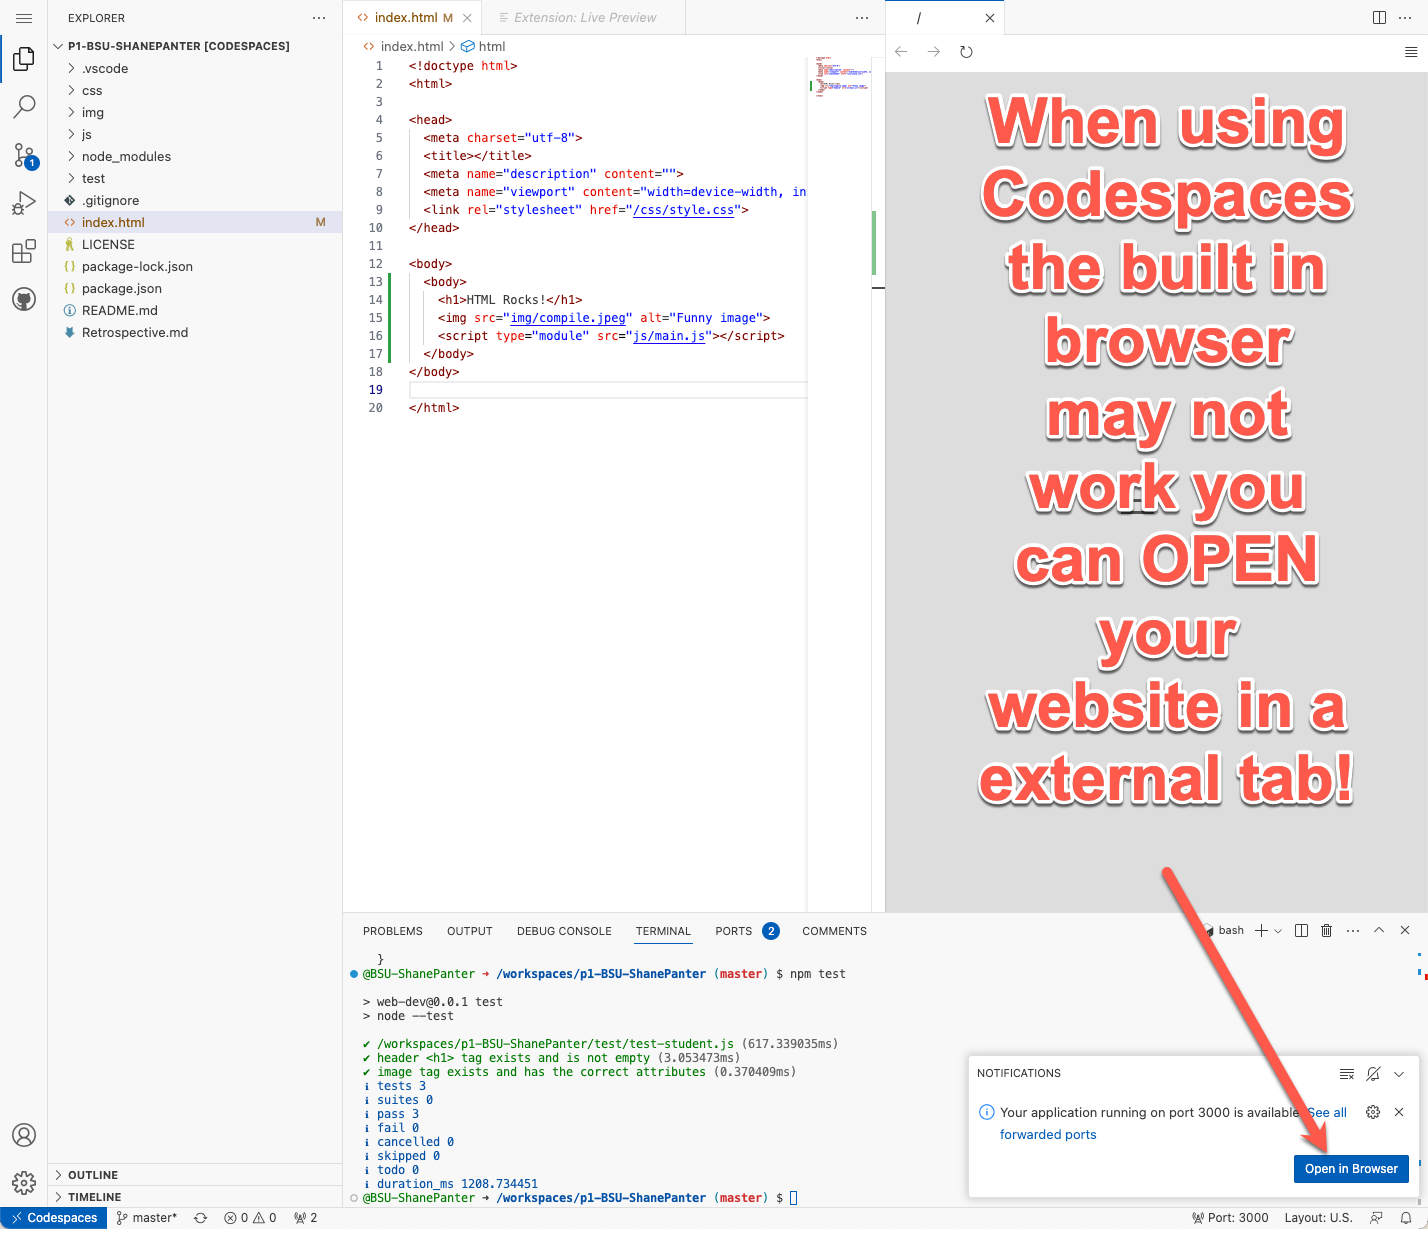 EXPLORER
P1-BSU-SHANEPANTER [CODESPACES]
.vscode
css
img
js
node_modules
test
.gitignore
index.html M
LICENSE
package-lock.json
package.json
README.md
Retrospective.md
OUTLINE
TIMELINE
1
index.html M
Extension: Live Preview
index.html > html
1 <!doctype html>
2 <html>
3
4 <head>
5 <meta charset="utf-8">
6 <title></title>
7 <meta name="description" content="">
8 <meta name="viewport" content="width=device-width, in
9 <link rel="stylesheet" href="/css/style.css">
10 </head>
11
12 <body>
13 <body>
14 <h1>HTML Rocks!</h1>
15 <img src="img/compile.jpeg" alt="Funny image">
16 <script type="module" src="js/main.js"></script>
17 </body>
18 </body>
19
20 </html>
/
When using
Codespaces
the built in
browser
may not
work you
can OPEN
your
website in a
external tab!
PROBLEMS OUTPUT DEBUG CONSOLE TERMINAL PORTS 2 COMMENTS
bash
}
@BSU-ShanePanter → /workspaces/p1-BSU-ShanePanter (master) $ npm test
> web-dev@0.0.1 test
> node --test
✔ /workspaces/p1-BSU-ShanePanter/test/test-student.js (617.339035ms)
✔ header <h1> tag exists and is not empty (3.053473ms)
✔ image tag exists and has the correct attributes (0.370409ms)
ℹ tests 3
ℹ suites 0
ℹ pass 3
ℹ fail 0
ℹ cancelled 0
ℹ skipped 0
ℹ todo 0
ℹ duration_ms 1208.734451
@BSU-ShanePanter → /workspaces/p1-BSU-ShanePanter (master) $
NOTIFICATIONS
Your application running on port 3000 is available. See all
forwarded ports
Open in Browser
Codespaces master* 0 0 2 Port: 3000 Layout: U.S.